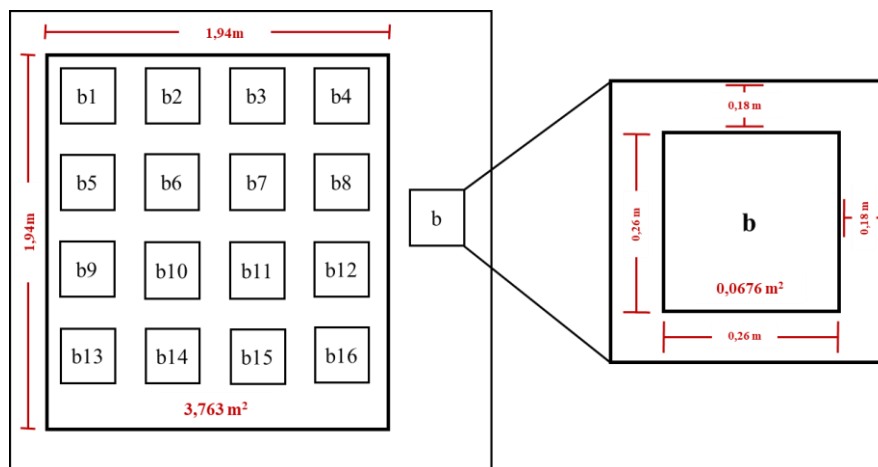 1,94m
b1 b2 b3 b4
b5 b6 b7 b8
b9 b10 b11 b12
b13 b14 b15 b16
1,94m
3,763 m²
b
0,18 m
0,26 m
b
0,18 m
0,0676 m²
0,26 m